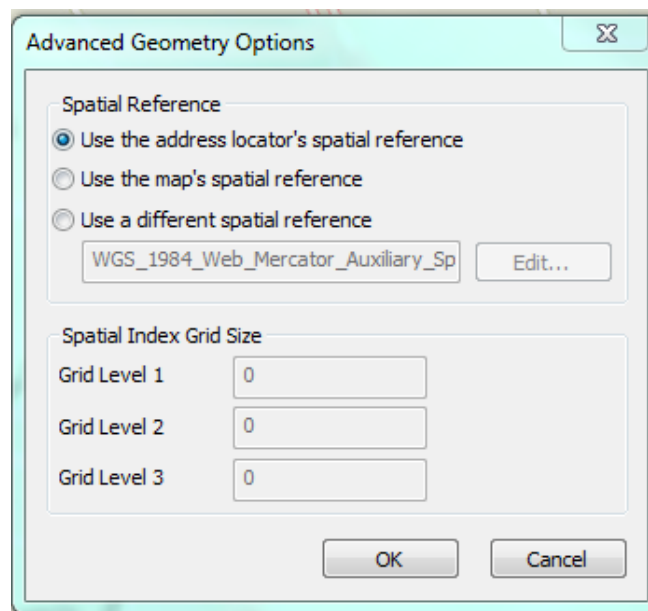 Advanced Geometry Options
Spatial Reference
Use the address locator's spatial reference
Use the map's spatial reference
Use a different spatial reference
WGS_1984_Web_Mercator_Auxiliary_Sp
Edit...
Spatial Index Grid Size
Grid Level 1 0
Grid Level 2 0
Grid Level 3 0
OK Cancel